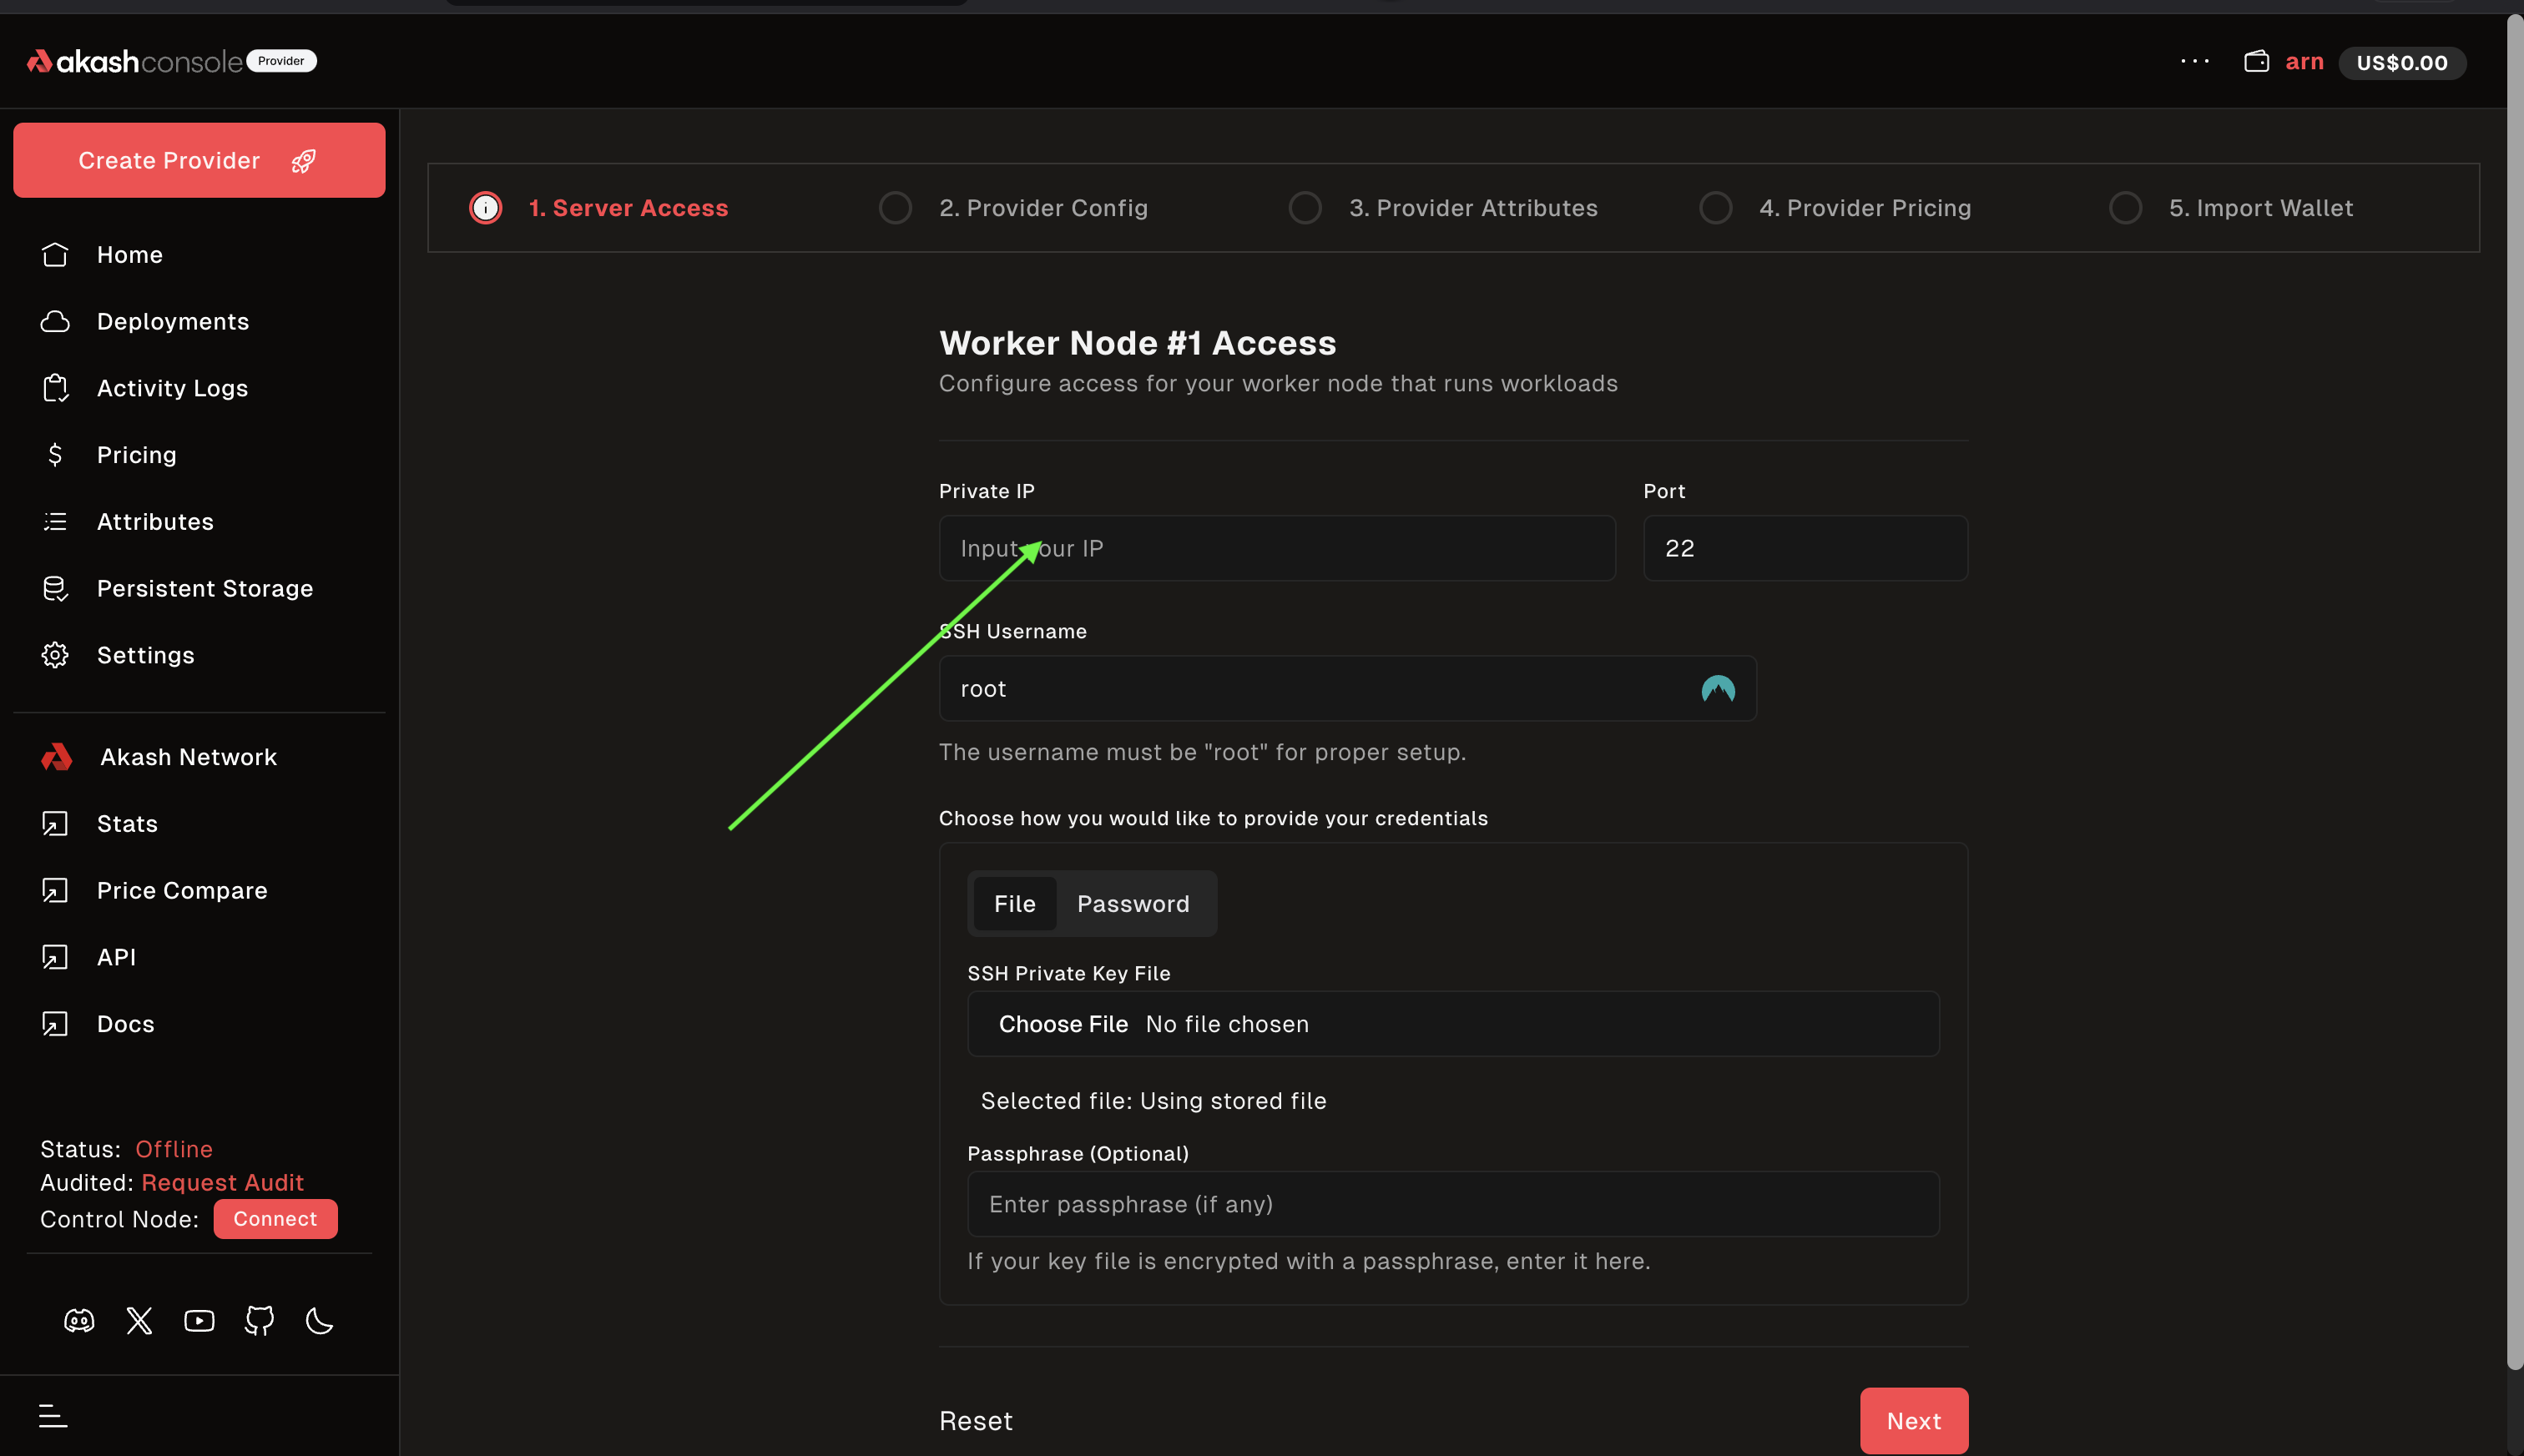 akashconsole Provider
... arn US$0.00
Create Provider
Home
Deployments
Activity Logs
Pricing
Attributes
Persistent Storage
Settings
Akash Network
Stats
Price Compare
API
Docs
Status: Offline
Audited: Request Audit
Control Node: Connect
1. Server Access
2. Provider Config
3. Provider Attributes
4. Provider Pricing
5. Import Wallet
Worker Node #1 Access
Configure access for your worker node that runs workloads
Private IP
Input your IP
Port
22
SSH Username
root
The username must be "root" for proper setup.
Choose how you would like to provide your credentials
File Password
SSH Private Key File
Choose File No file chosen
Selected file: Using stored file
Passphrase (Optional)
Enter passphrase (if any)
If your key file is encrypted with a passphrase, enter it here.
Reset
Next